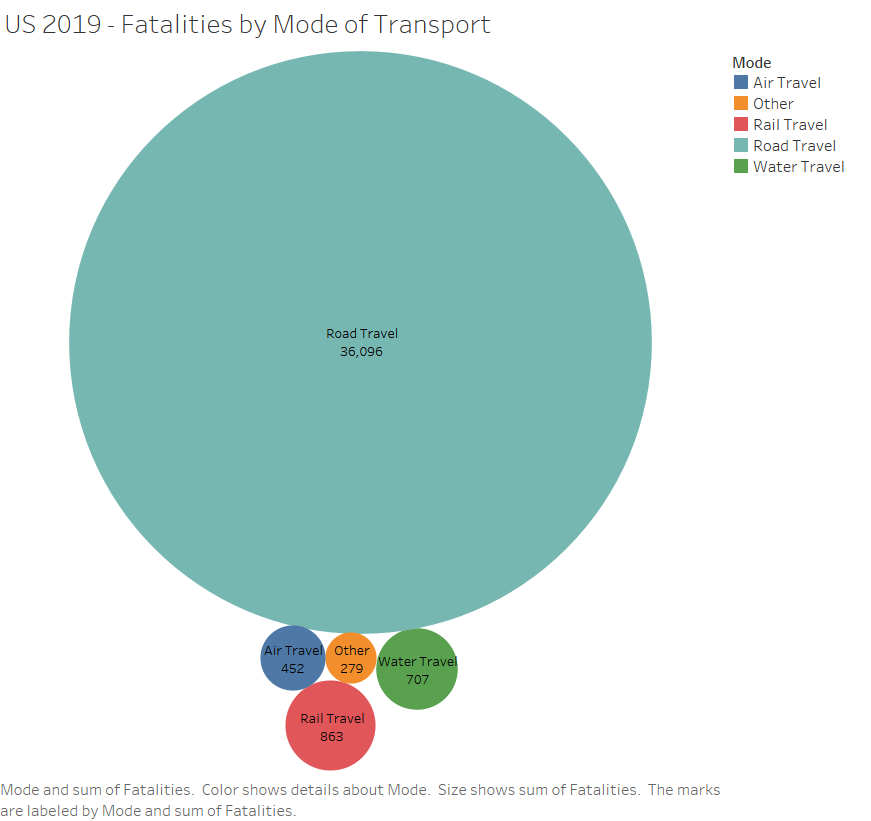 US 2019 - Fatalities by Mode of Transport
Mode
Air Travel
Other
Rail Travel
Road Travel
Water Travel
Road Travel
36,096
Air Travel
452
Other
279
Water Travel
707
Rail Travel
863
Mode and sum of Fatalities.  Color shows details about Mode.  Size shows sum of Fatalities.  The marks
are labeled by Mode and sum of Fatalities.